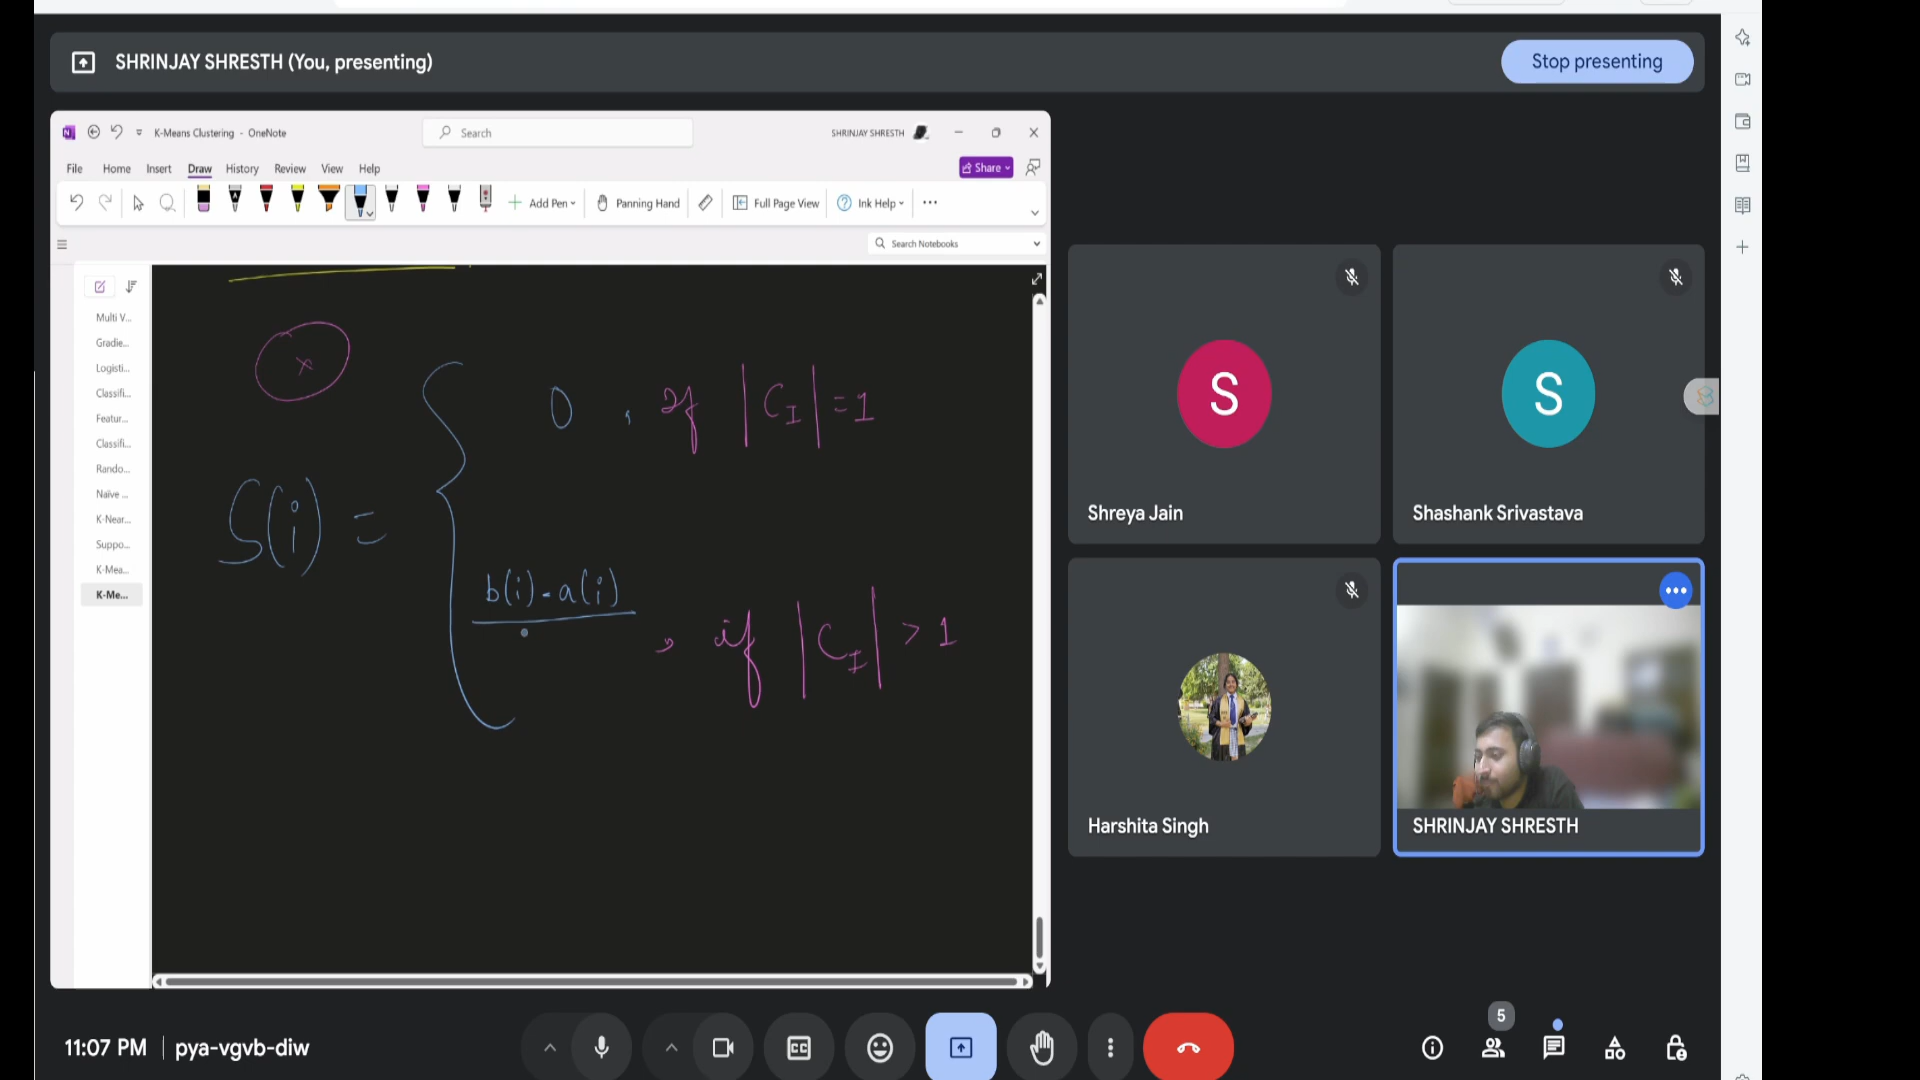 SHRINJAY SHRESTH (You, presenting)
Stop presenting
K-Means Clustering - OneNote
Search
SHRINJAY SHRESTH
File Home Insert Draw History Review View Help
Share
Add Pen
Panning Hand
Full Page View
Ink Help
Search Notebooks
Multi V...
Gradie...
Logisti...
Classifi...
Featur...
Classifi...
Rando...
Naive ...
K-Near...
Suppo...
K-Mea...
K-Me...
x
0 , if |C_I| = 1
S(i) =
b(i) - a(i)
, if |C_I| > 1
S
Shreya Jain
S
Shashank Srivastava
Harshita Singh
SHRINJAY SHRESTH
11:07 PM | pya-vgvb-diw
CC
5